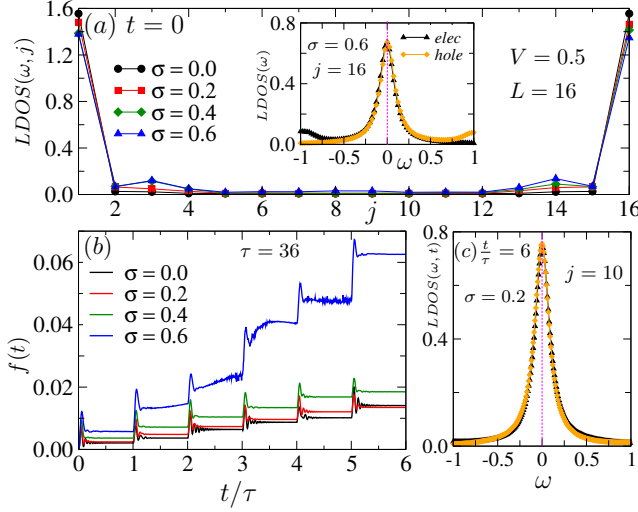 (a) t = 0
LDOS(ω, j)
1.6
1.2
0.8
0.4
0.0
σ = 0.0
σ = 0.2
σ = 0.4
σ = 0.6
2 4 6 8 10 12 14 16
j
LDOS(ω)
0.8
0.4
0.0
σ = 0.6
j = 16
elec
hole
-1 -0.5 0 0.5 1
ω
V = 0.5
L = 16
(b)
τ = 36
f(t)
0.06
0.04
0.02
0.00
σ = 0.0
σ = 0.2
σ = 0.4
σ = 0.6
0 1 2 3 4 5 6
t/τ
(c) t/τ = 6
LDOS(ω, t)
0.8
0.4
0.0
σ = 0.2
j = 10
-1 -0.5 0 0.5 1
ω